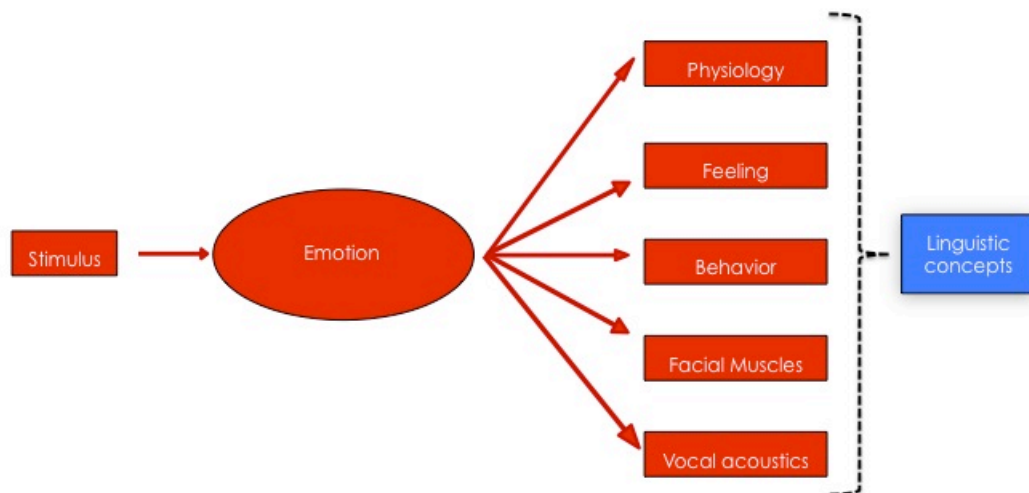 Stimulus
Emotion
Physiology
Feeling
Behavior
Facial Muscles
Vocal acoustics
Linguistic
concepts